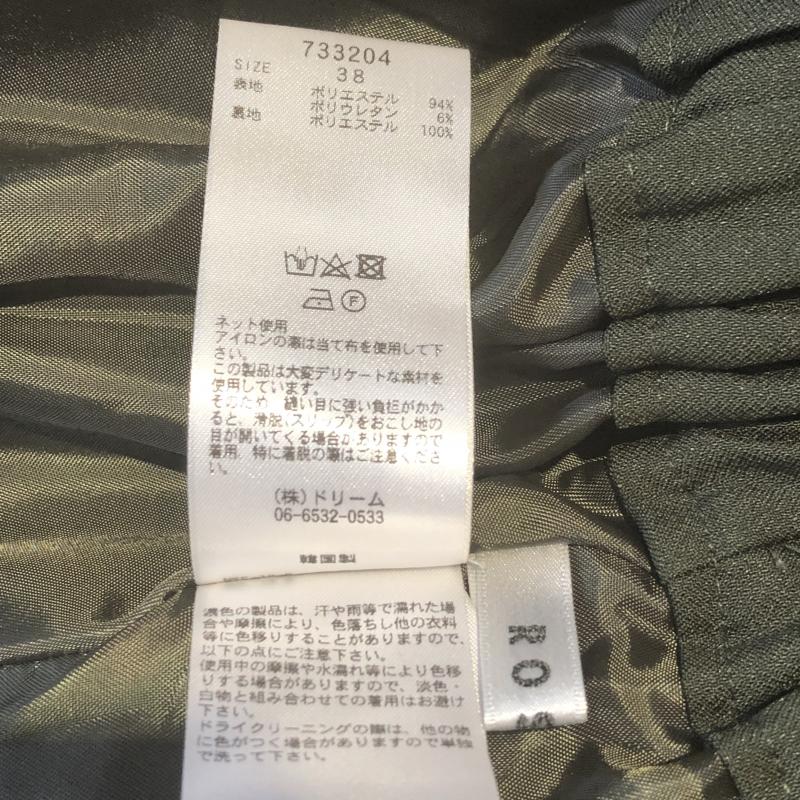 733204
SIZE 38
表地 ポリエステル 94%
ポリウレタン 6%
裏地 ポリエステル 100%
F
ネット使用
アイロンの際は当て布を使用して下
さい。
この製品は大変デリケートな素材を
使用しています。
そのため、縫い目に強い負担がかか
ると、滑脱(スリップ)をおこし地の
目が開いてくる場合がありますので
着用、特に着脱の際はご注意くださ
い。
(株)ドリーム
06-6532-0533
濃色の製品は、汗や雨等で濡れた場
合や摩擦により、色落ちし他の衣料
等に色移りすることがありますので、
以下の点にご注意下さい。
使用中の摩擦や水濡れ等により色移
りする場合がありますので、淡色・
白物と組み合わせての着用はお避け
下さい。
ドライクリーニングの際は、他の物
に色がつく場合がありますので単独
で洗って下さい。
RO